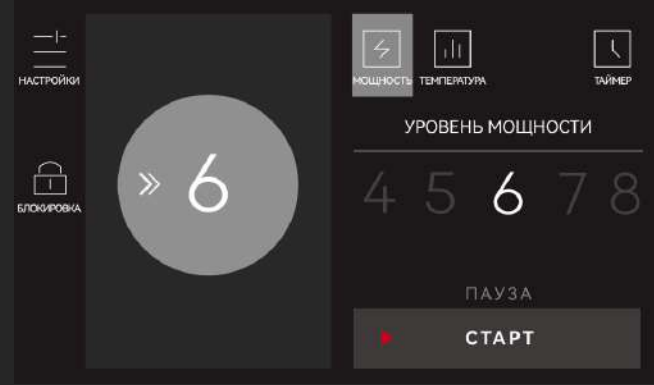 НАСТРОЙКИ
БЛОКИРОВКА
6
МОЩНОСТЬ ТЕМПЕРАТУРА ТАЙМЕР
УРОВЕНЬ МОЩНОСТИ
4 5 6 7 8
ПАУЗА
СТАРТ